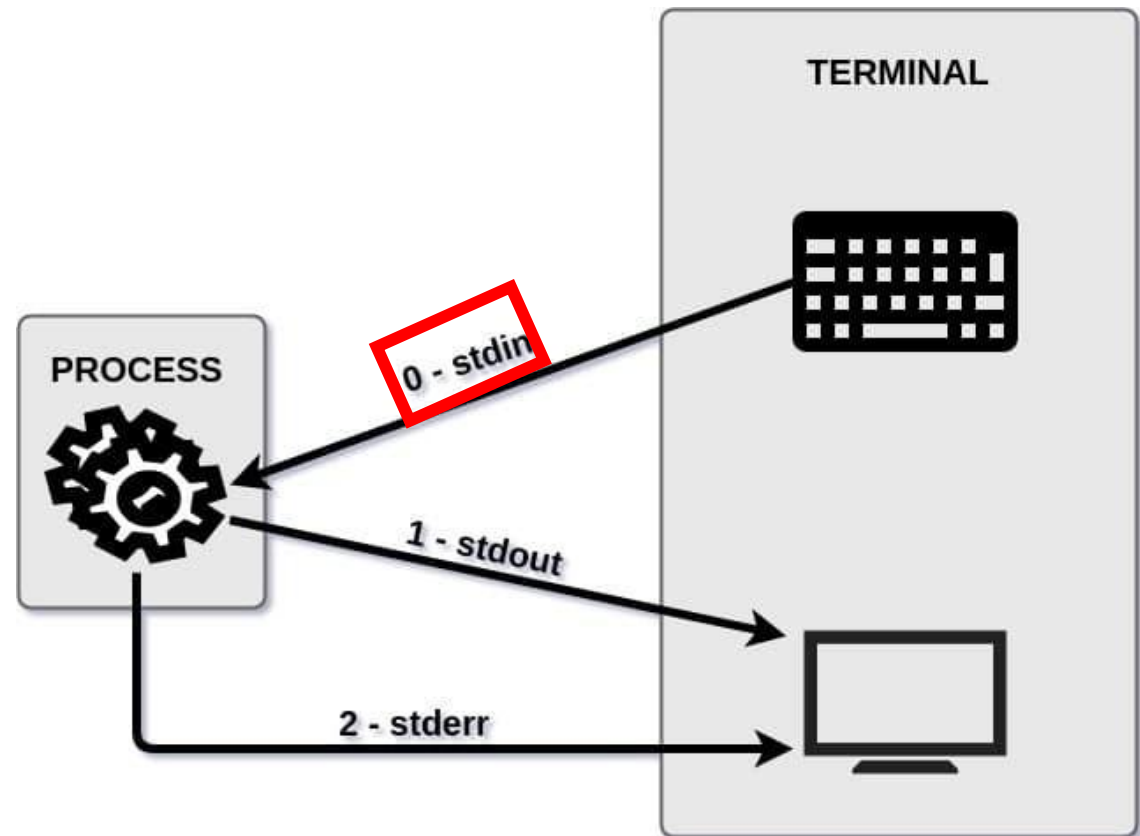 TERMINAL
PROCESS
0 - stdin
1 - stdout
2 - stderr